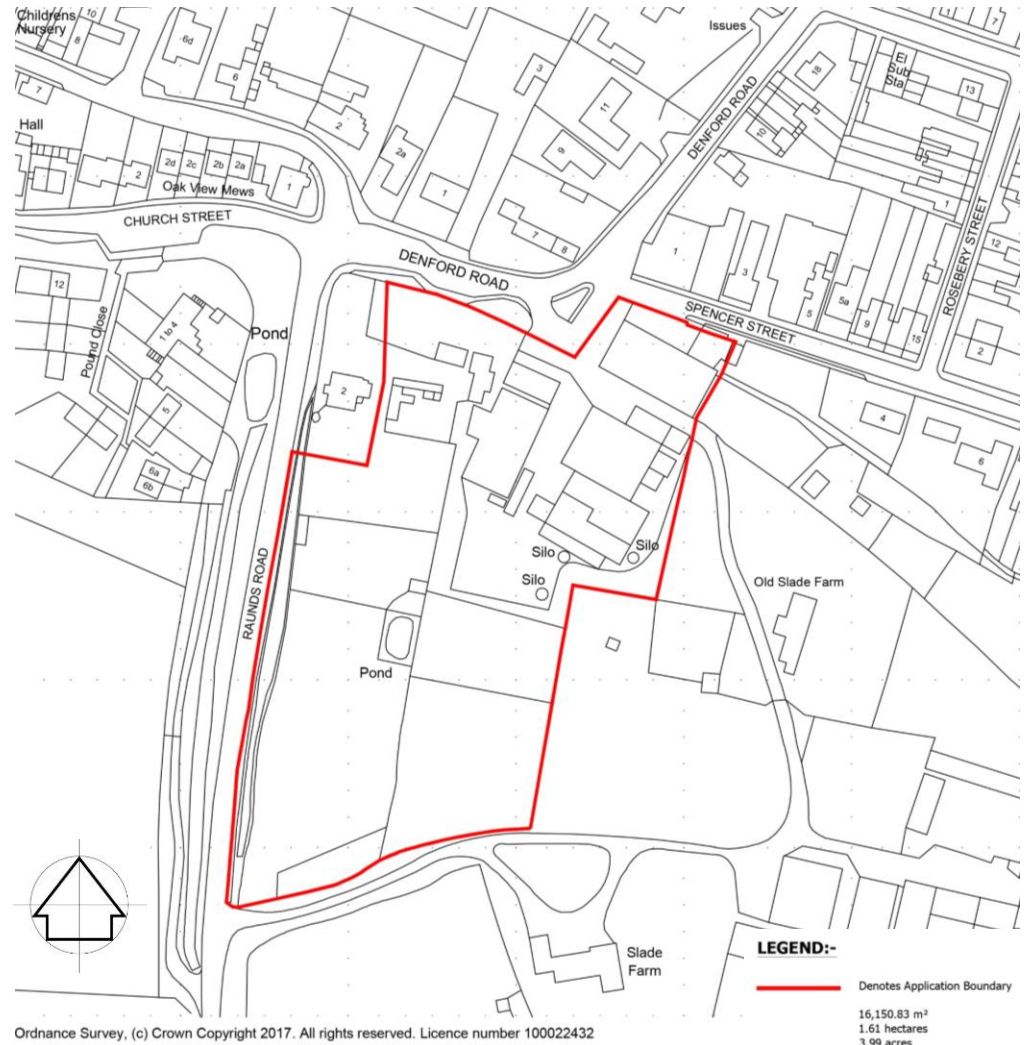 Childrens
Nursery
10
8
7
6d
6
3
Issues
18
El
Sub
Sta
13
1
7
11
DENFORD ROAD
10
Hall
2
9
2a
2
2d
2c
2b
2a
1
1
Oak View Mews
CHURCH STREET
7
8
1
3
1
ROSEBERY STREET
12
DENFORD ROAD
12
1 to 4
Pound Close
Pond
SPENCER STREET
5
5a
9
15
2
2
5
4
6a
6b
6
RAUNDS ROAD
Silo
Silo
Silo
Old Slade Farm
Pond
Slade
Farm
LEGEND:-
Denotes Application Boundary
16,150.83 m²
1.61 hectares
3.99 acres
Ordnance Survey, (c) Crown Copyright 2017. All rights reserved. Licence number 100022432